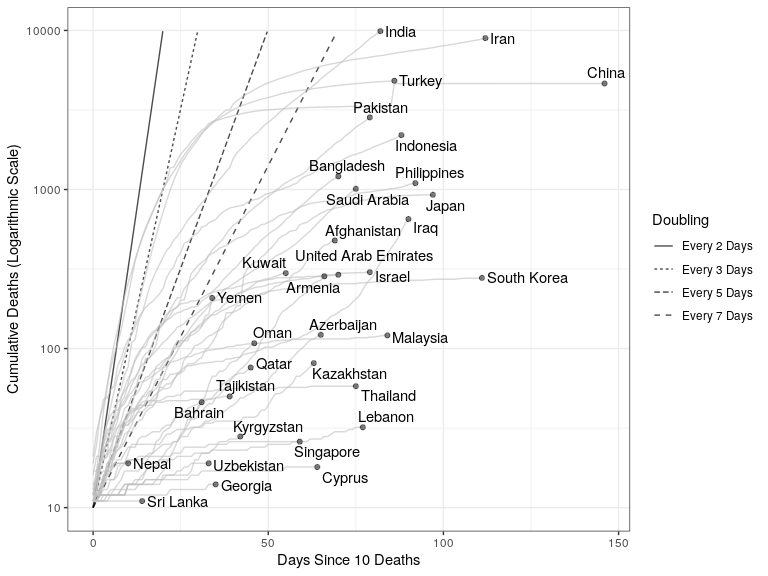 10000
1000
100
10
Cumulative Deaths (Logarithmic Scale)
India
Iran
China
Turkey
Pakistan
Indonesia
Bangladesh
Philippines
Saudi Arabia
Japan
Iraq
Afghanistan
United Arab Emirates
Kuwait
Israel
South Korea
Armenia
Yemen
Azerbaijan
Oman
Malaysia
Qatar
Kazakhstan
Tajikistan
Thailand
Bahrain
Lebanon
Kyrgyzstan
Singapore
Nepal
Uzbekistan
Cyprus
Georgia
Sri Lanka
0
50
100
150
Days Since 10 Deaths
Doubling
Every 2 Days
Every 3 Days
Every 5 Days
Every 7 Days